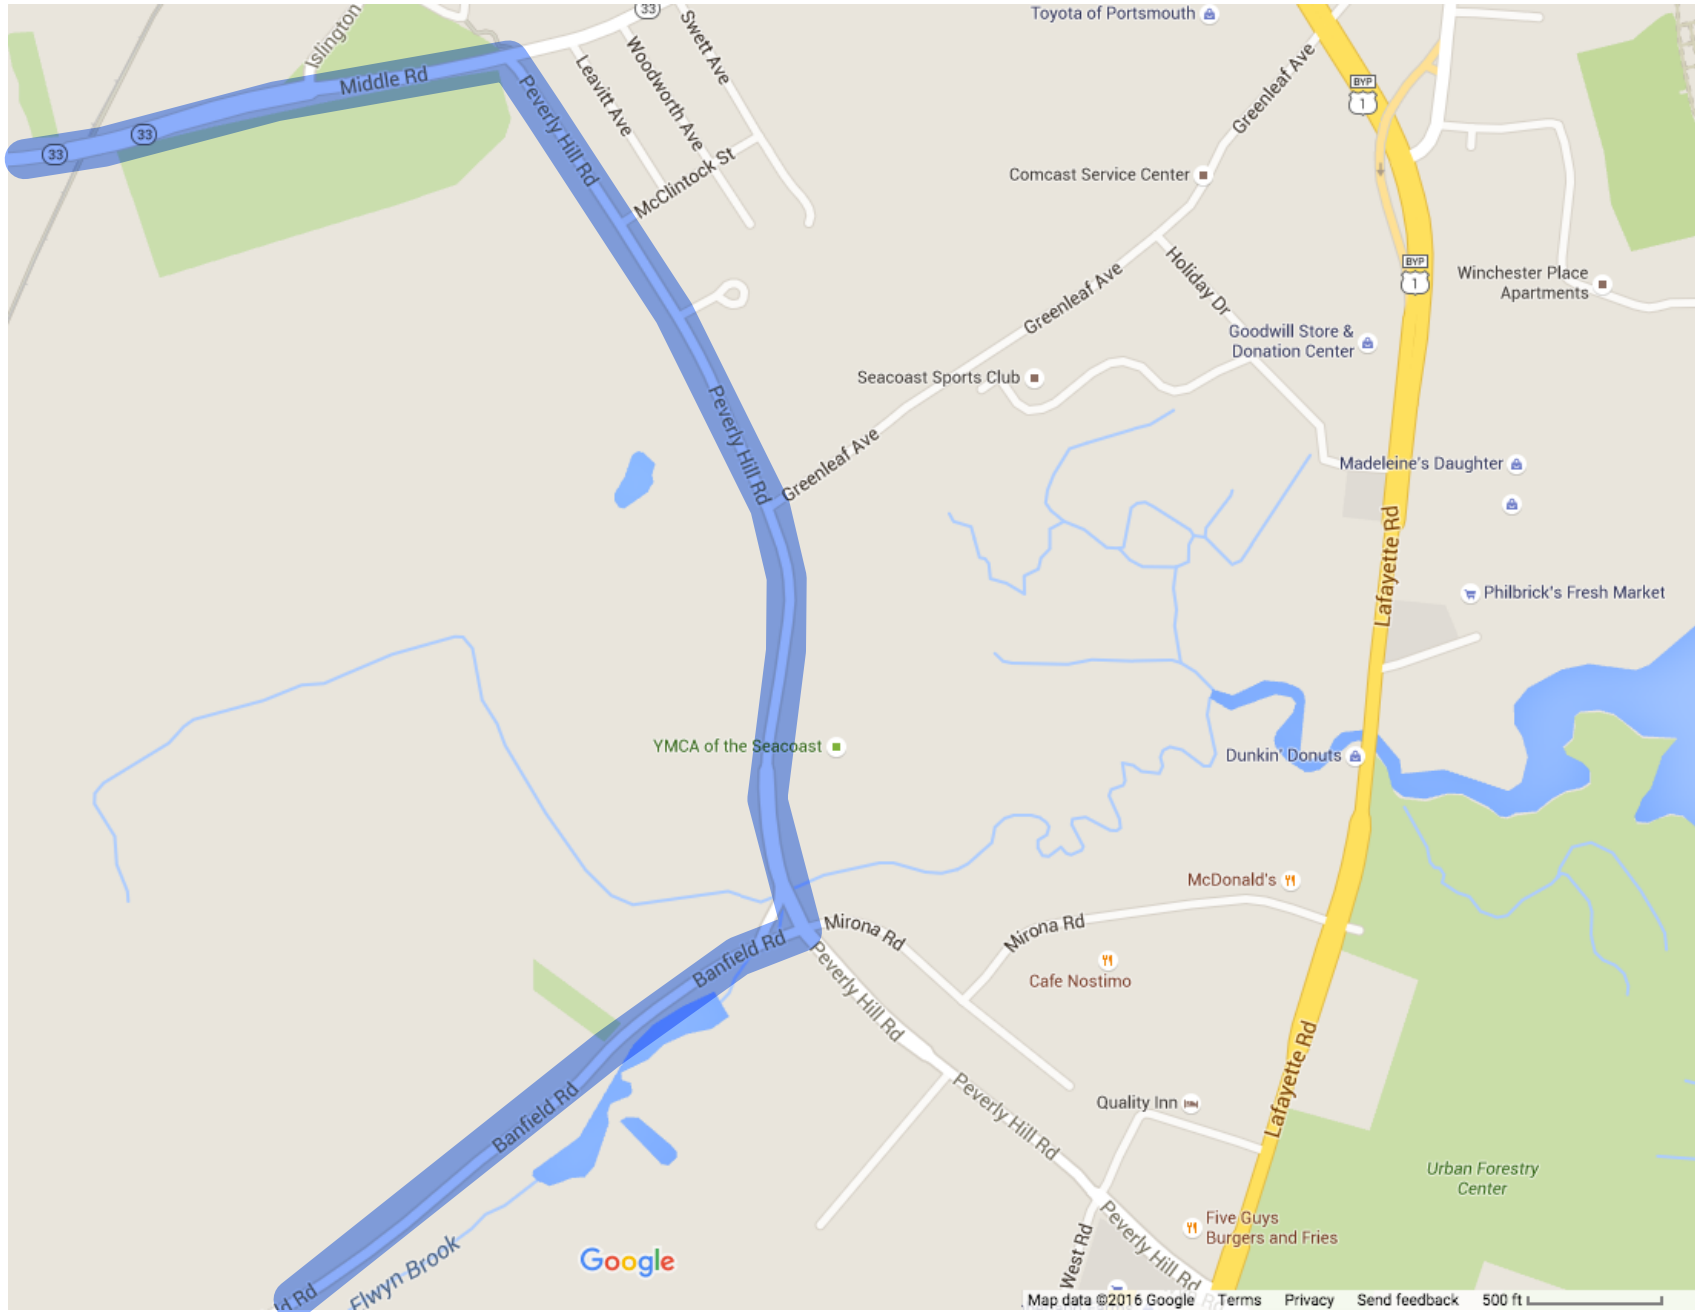 33
Toyota of Portsmouth
Islington
Swett Ave
Woodworth Ave
Leavitt Ave
Greenleaf Ave
BYP
1
Middle Rd
33
33
Peverly Hill Rd
McClintock St
Comcast Service Center
Holiday Dr
Greenleaf Ave
BYP
1
Winchester Place
Apartments
Goodwill Store &
Donation Center
Seacoast Sports Club
Peverly Hill Rd
Greenleaf Ave
Madeleine's Daughter
Lafayette Rd
Philbrick's Fresh Market
YMCA of the Seacoast
Dunkin' Donuts
McDonald's
Mirona Rd
Mirona Rd
Banfield Rd
Peverly Hill Rd
Cafe Nostimo
Lafayette Rd
Banfield Rd
Peverly Hill Rd
Quality Inn
Urban Forestry
Center
Five Guys
Burgers and Fries
Peverly Hill Rd
West Rd
Elwyn Brook
Google
ld Rd
Map data ©2016 Google Terms Privacy Send feedback 500 ft